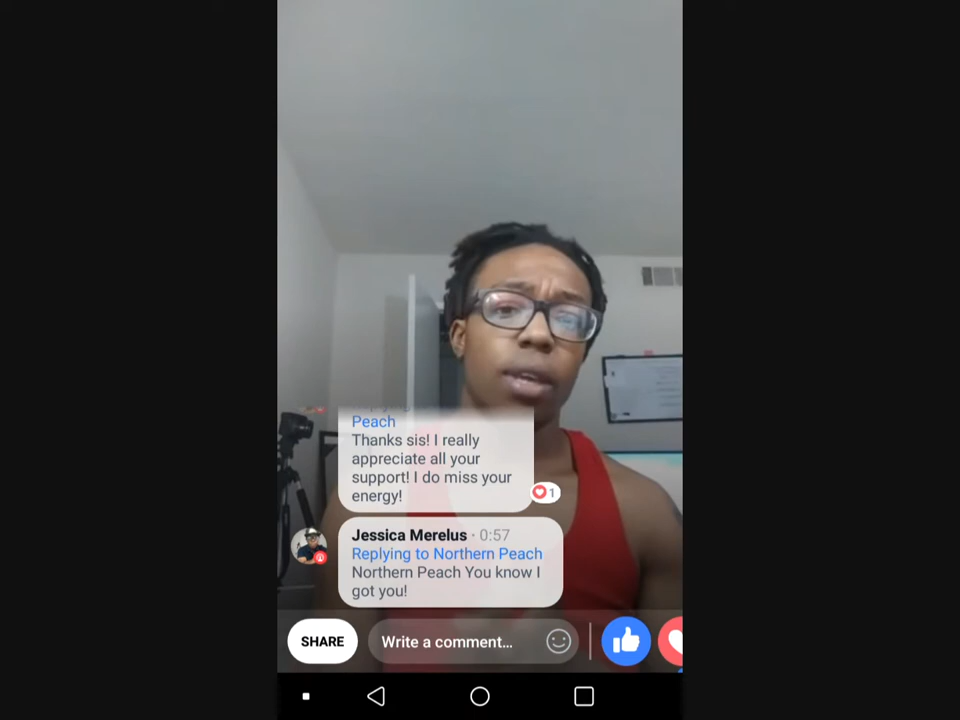 Peach
Thanks sis! I really
appreciate all your
support! I do miss your
energy!
1
Jessica Merelus · 0:57
Replying to Northern Peach
Northern Peach You know I
got you!
SHARE
Write a comment...